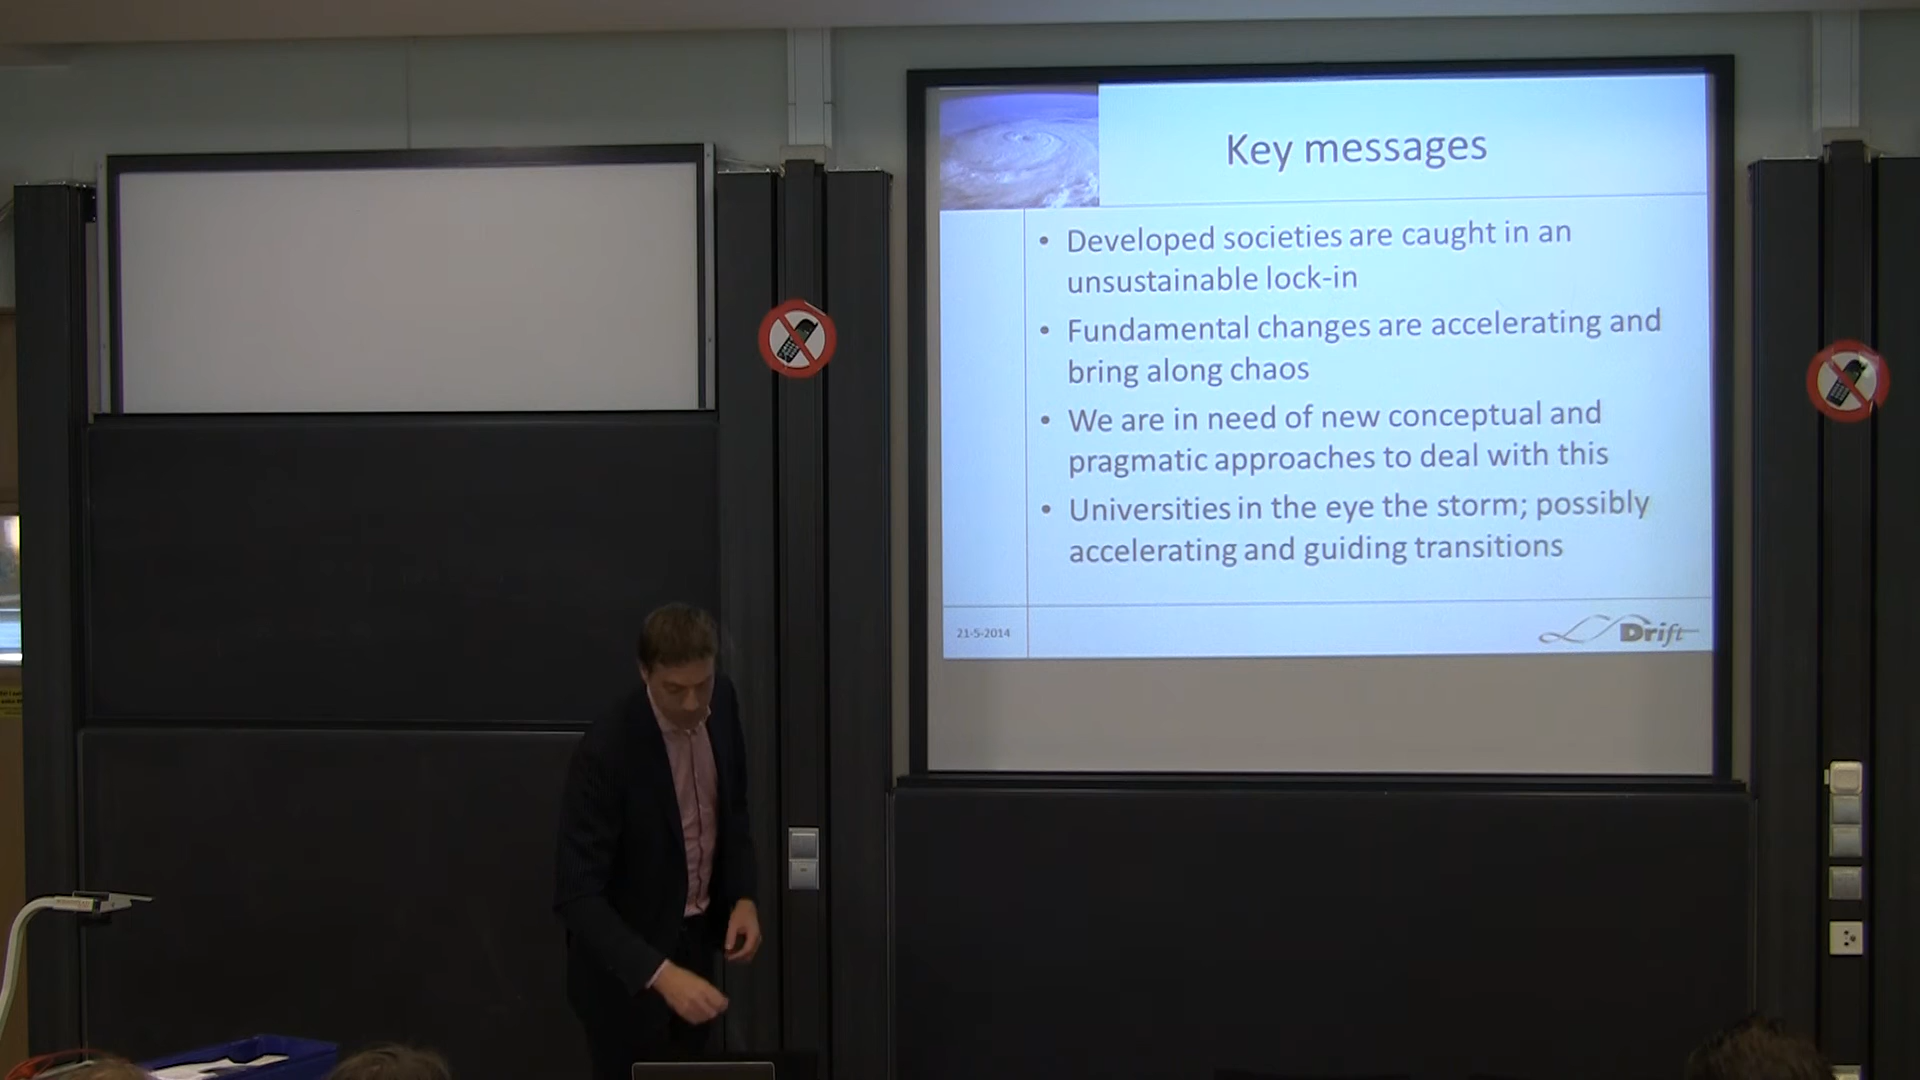 Key messages
• Developed societies are caught in an
unsustainable lock-in
• Fundamental changes are accelerating and
bring along chaos
• We are in need of new conceptual and
pragmatic approaches to deal with this
• Universities in the eye the storm; possibly
accelerating and guiding transitions
21-5-2014
Drift